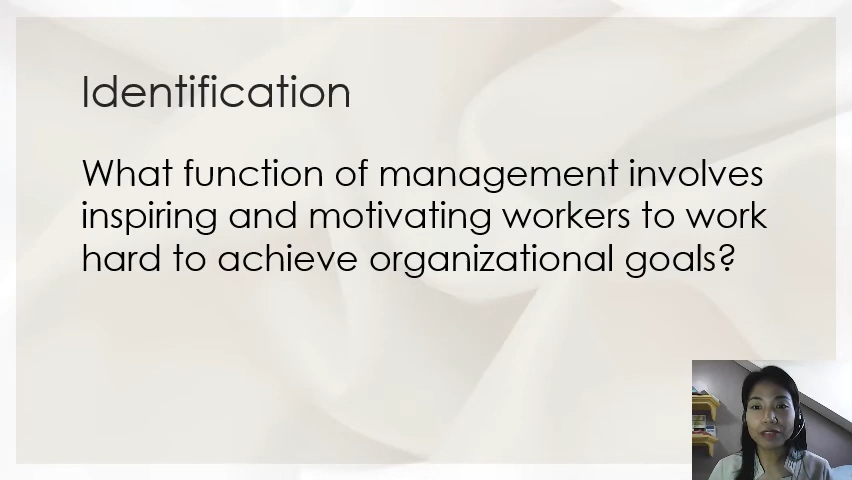 Identification
What function of management involves
inspiring and motivating workers to work
hard to achieve organizational goals?